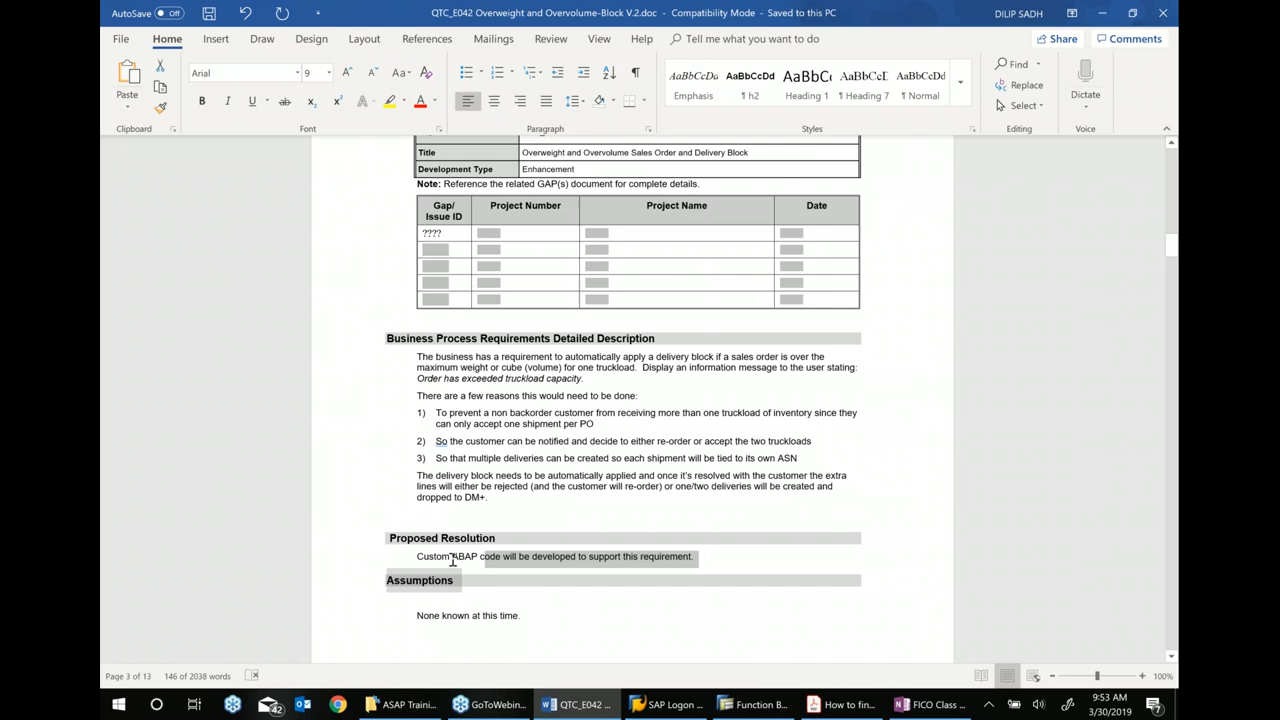 AutoSave Off QTC_E042 Overweight and Overvolume-Block V.2.doc - Compatibility Mode - Saved to this PC DILIP SADH
File Home Insert Draw Design Layout References Mailings Review View Help Tell me what you want to do Share Comments
Arial 9 Aa
Paste
B I U ab x₂ x² A A
AaBbCcDd AaBbCcDd AaBbCc AaBbCcD AaBbCcD
Emphasis ¶ h2 Heading 1 ¶ Heading 7 ¶ Normal
Find
Replace
Select
Dictate
Clipboard Font Paragraph Styles Editing Voice
Title Overweight and Overvolume Sales Order and Delivery Block
Development Type Enhancement
Note: Reference the related GAP(s) document for complete details.
Gap/ Project Number Project Name Date
Issue ID
????
Business Process Requirements Detailed Description
The business has a requirement to automatically apply a delivery block if a sales order is over the
maximum weight or cube (volume) for one truckload. Display an information message to the user stating:
Order has exceeded truckload capacity.
There are a few reasons this would need to be done:
1) To prevent a non backorder customer from receiving more than one truckload of inventory since they
can only accept one shipment per PO
2) So the customer can be notified and decide to either re-order or accept the two truckloads
3) So that multiple deliveries can be created so each shipment will be tied to its own ASN
The delivery block needs to be automatically applied and once it's resolved with the customer the extra
lines will either be rejected (and the customer will re-order) or one/two deliveries will be created and
dropped to DM+.
Proposed Resolution
Custom ABAP code will be developed to support this requirement.
Assumptions
None known at this time.
Page 3 of 13 146 of 2038 words 100%
42 ABAP Traini... GoToWebin... QTC_E042 ... SAP Logon ... Function B... How to fin... FICO Class ... 9:53 AM
3/30/2019 7